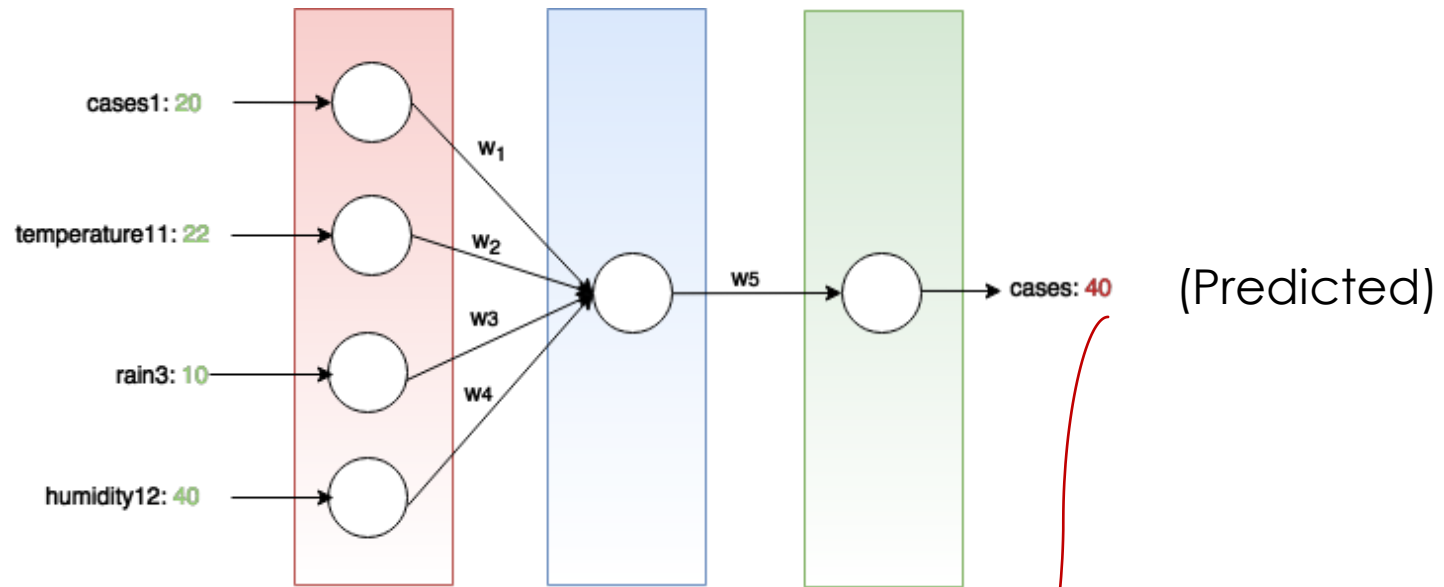 cases1: 20
w1
temperature11: 22
w2
w5
cases: 40
(Predicted)
w3
rain3: 10
w4
humidity12: 40